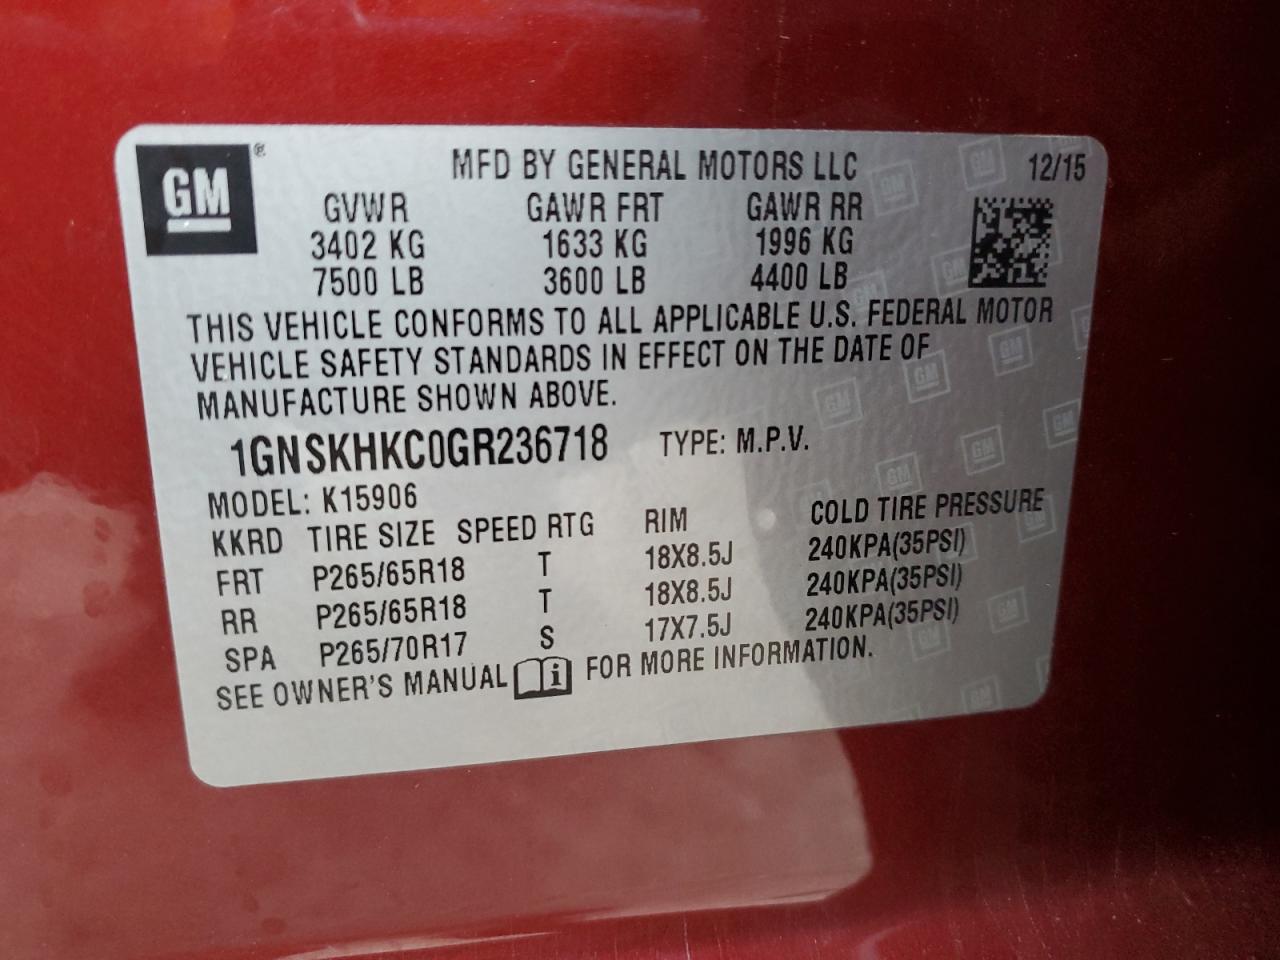 GM®
MFD BY GENERAL MOTORS LLC 12/15
GVWR GAWR FRT GAWR RR
3402 KG 1633 KG 1996 KG
7500 LB 3600 LB 4400 LB
THIS VEHICLE CONFORMS TO ALL APPLICABLE U.S. FEDERAL MOTOR
VEHICLE SAFETY STANDARDS IN EFFECT ON THE DATE OF
MANUFACTURE SHOWN ABOVE.
1GNSKHKC0GR236718 TYPE: M.P.V.
MODEL: K15906
KKRD TIRE SIZE SPEED RTG RIM COLD TIRE PRESSURE
FRT P265/65R18 T 18X8.5J 240KPA(35PSI)
RR P265/65R18 T 18X8.5J 240KPA(35PSI)
SPA P265/70R17 S 17X7.5J 240KPA(35PSI)
SEE OWNER'S MANUAL i FOR MORE INFORMATION.